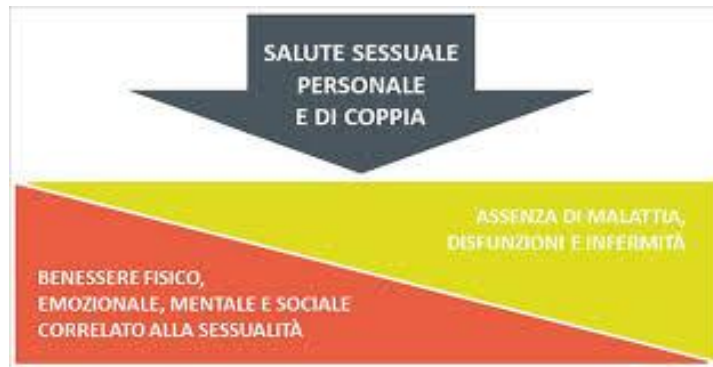 SALUTE SESSUALE
PERSONALE
E DI COPPIA
ASSENZA DI MALATTIA,
DISFUNZIONI E INFERMITÀ
BENESSERE FISICO,
EMOZIONALE, MENTALE E SOCIALE
CORRELATO ALLA SESSUALITÀ